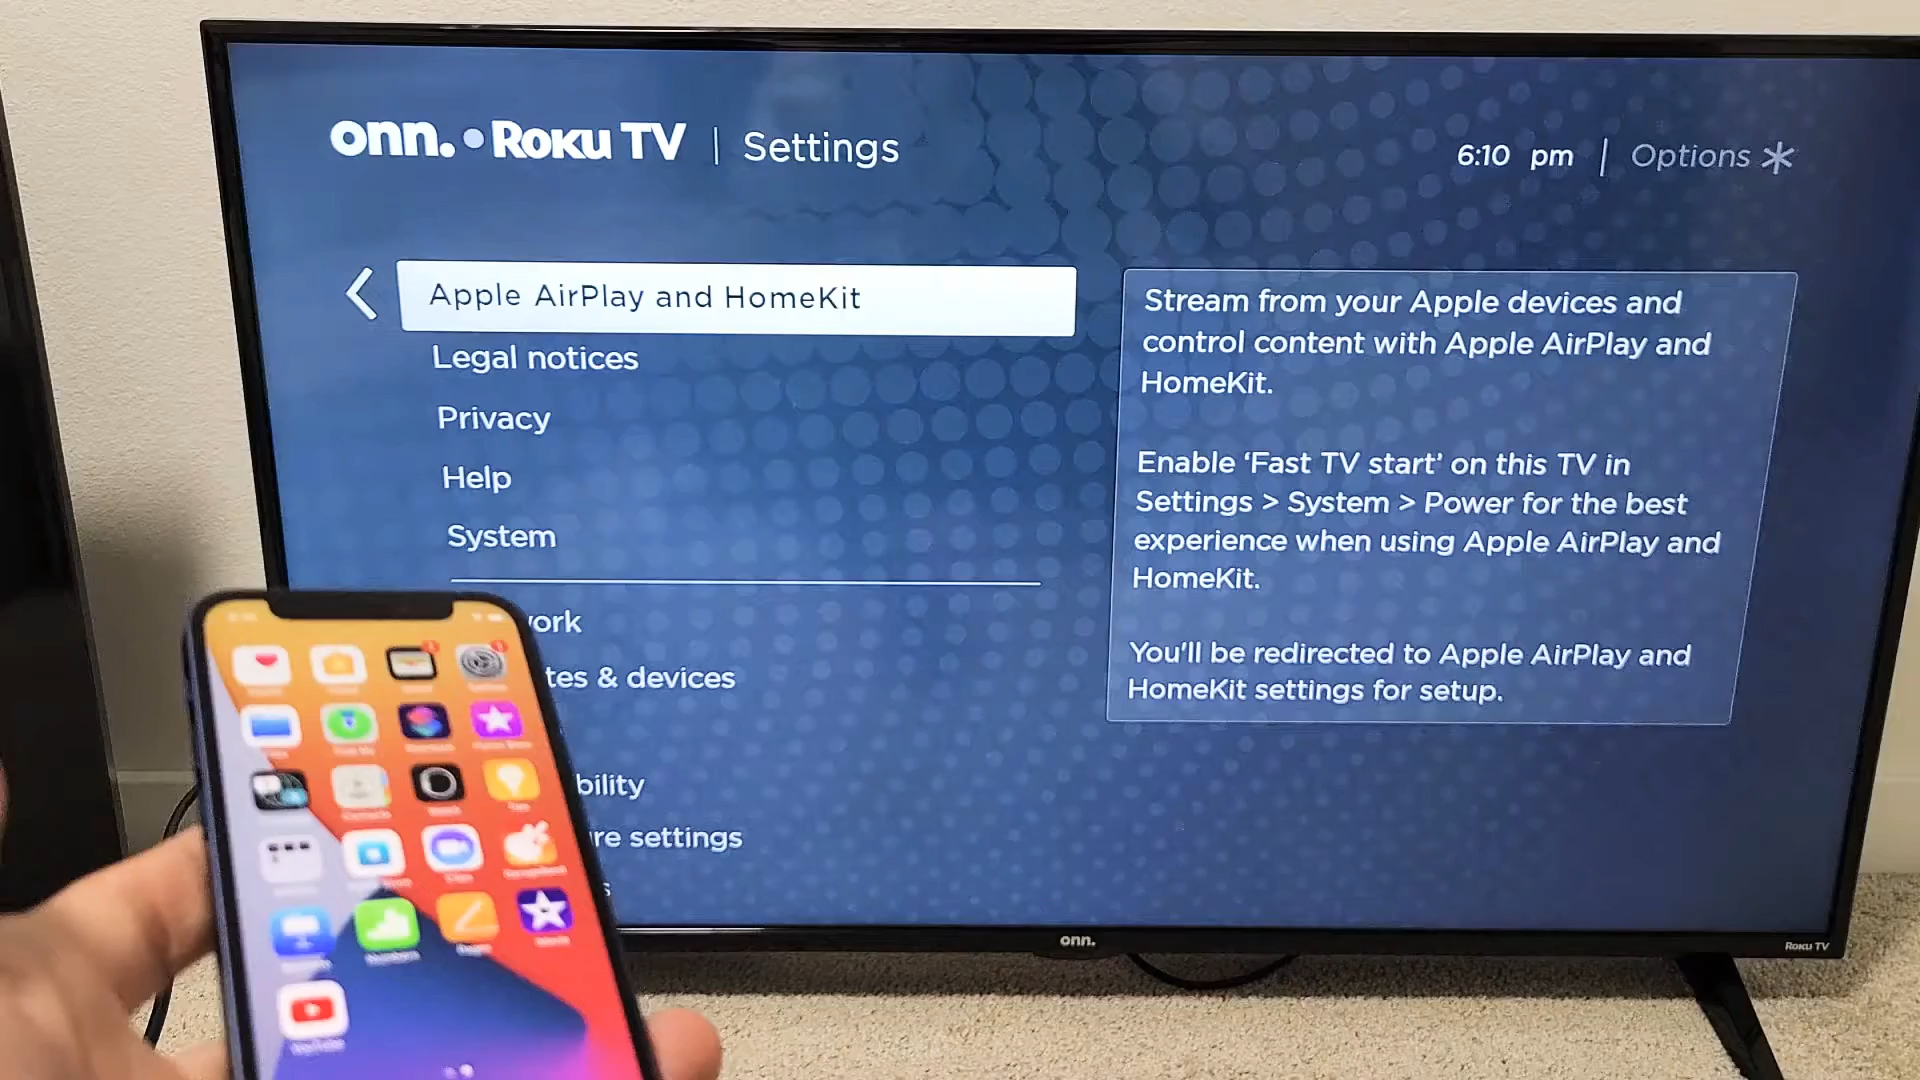 onn. • Roku TV | Settings
6:10 pm | Options
Apple AirPlay and HomeKit
Legal notices
Privacy
Help
System
ork
tes & devices
bility
re settings
s
Stream from your Apple devices and
control content with Apple AirPlay and
HomeKit.
Enable ‘Fast TV start’ on this TV in
Settings > System > Power for the best
experience when using Apple AirPlay and
HomeKit.
You'll be redirected to Apple AirPlay and
HomeKit settings for setup.
onn.
Roku TV